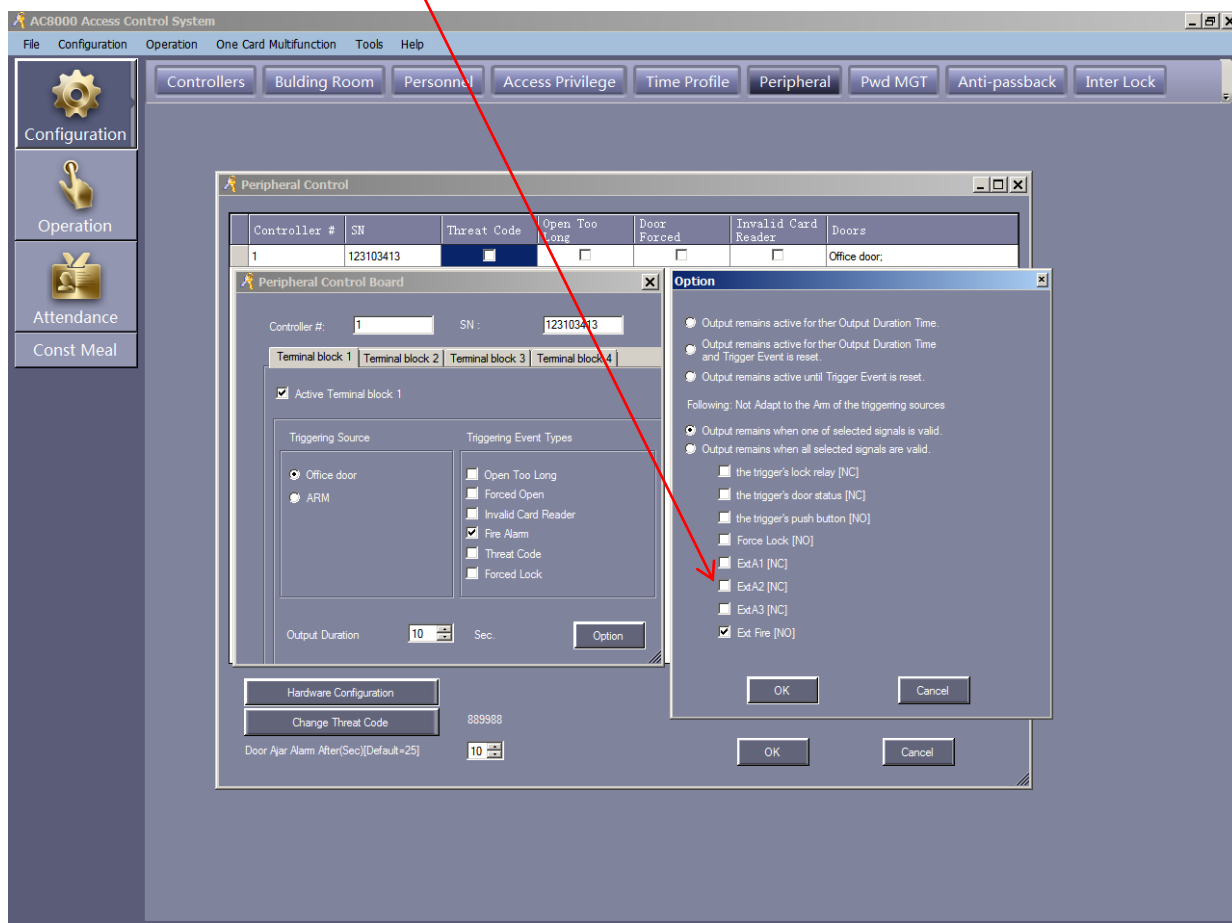 AC8000 Access Control System
File Configuration Operation One Card Multifunction Tools Help
Controllers Bulding Room Personnel Access Privilege Time Profile Peripheral Pwd MGT Anti-passback Inter Lock
Configuration
Operation
Attendance
Const Meal
Peripheral Control
Controller # SN Threat Code Open Too Long Door Forced Invalid Card Reader Doors
1 123103413 Office door;
Peripheral Control Board
Controller #: 1 SN : 123103413
Terminal block 1 Terminal block 2 Terminal block 3 Terminal block 4
Active Terminal block 1
Triggering Source
Office door
ARM
Triggering Event Types
Open Too Long
Forced Open
Invalid Card Reader
Fire Alarm
Threat Code
Forced Lock
Output Duration 10 Sec. Option
Option
Output remains active for ther Output Duration Time.
Output remains active for ther Output Duration Time
and Trigger Event is reset.
Output remains active until Trigger Event is reset.
Following: Not Adapt to the Arm of the triggerring sources
Output remains when one of selected signals is valid.
Output remains when all selected signals are valid.
the trigger's lock relay [NC]
the trigger's door status [NC]
the trigger's push button [NO]
Force Lock [NO]
ExtA1 [NC]
ExtA2 [NC]
ExtA3 [NC]
Ext Fire [NO]
OK Cancel
Hardware Configuration
Change Threat Code 889988
Door Ajar Alarm After(Sec)[Default=25] 10
OK Cancel